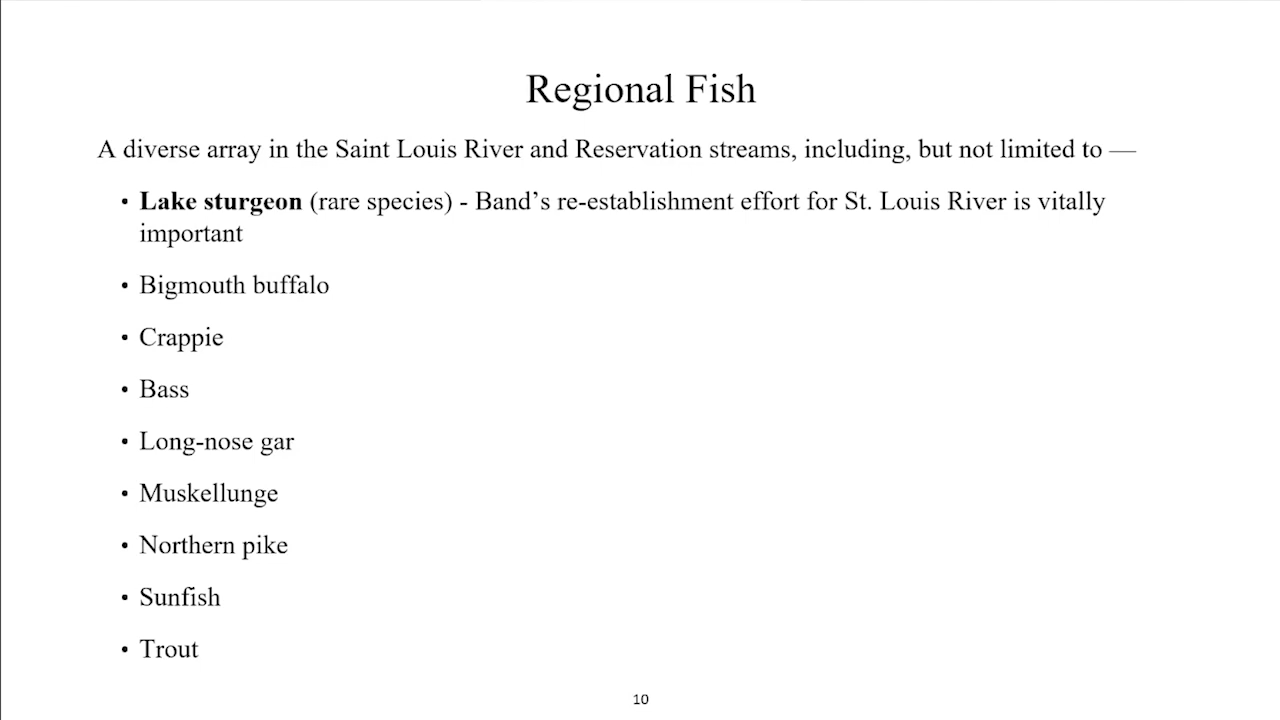 Regional Fish
A diverse array in the Saint Louis River and Reservation streams, including, but not limited to —
• Lake sturgeon (rare species) - Band’s re-establishment effort for St. Louis River is vitally
important
• Bigmouth buffalo
• Crappie
• Bass
• Long-nose gar
• Muskellunge
• Northern pike
• Sunfish
• Trout
10